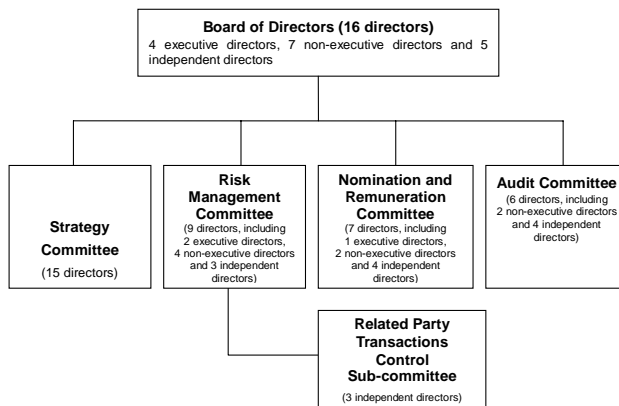 Board of Directors (16 directors)
4 executive directors, 7 non-executive directors and 5
independent directors
Strategy
Committee
(15 directors)
Risk
Management
Committee
(9 directors, including
2 executive directors,
4 non-executive directors
and 3 independent
directors)
Nomination and
Remuneration
Committee
(7 directors, including
1 executive directors,
2 non-executive directors
and 4 independent
directors)
Audit Committee
(6 directors, including
2 non-executive directors
and 4 independent
directors)
Related Party
Transactions
Control
Sub-committee
(3 independent directors)